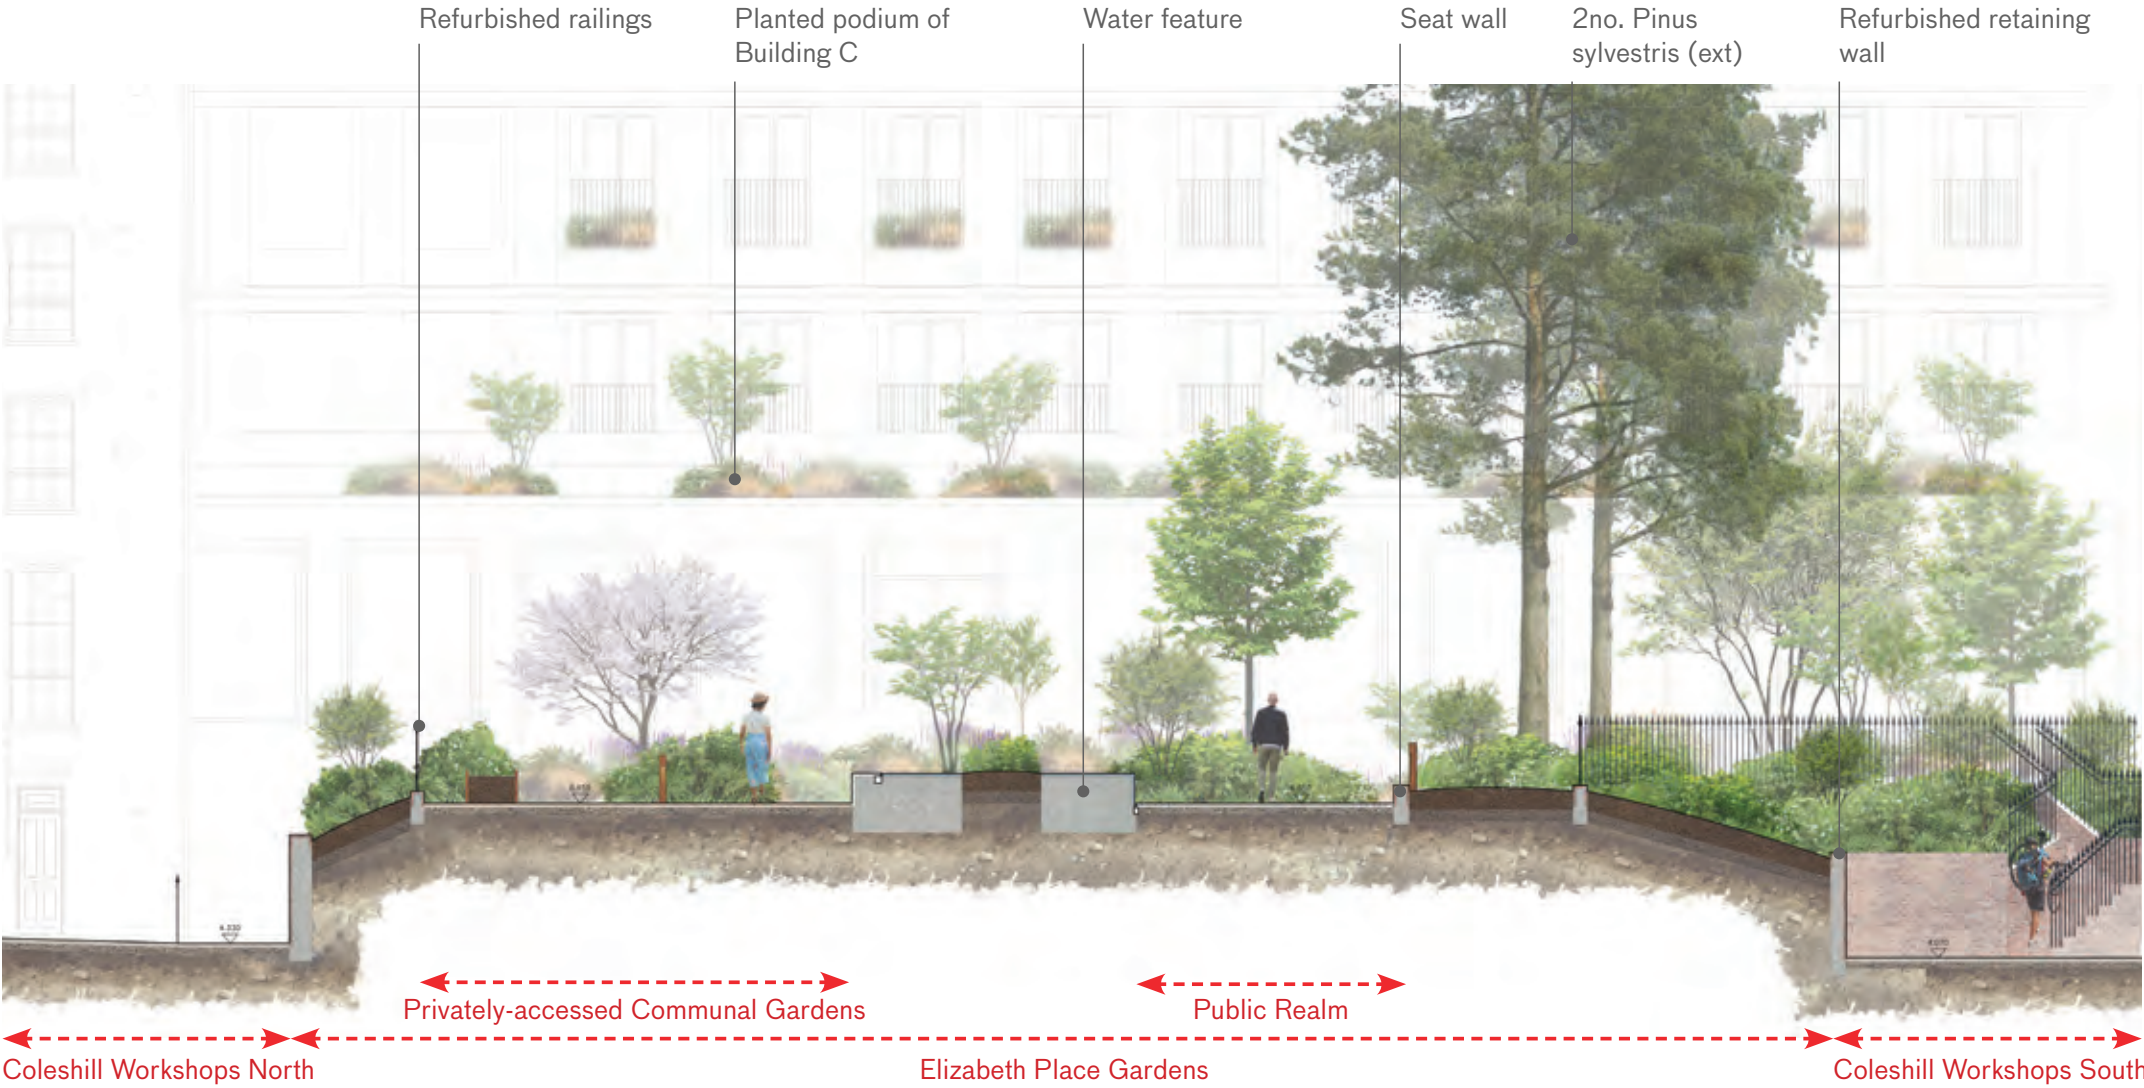 Refurbished railings
Planted podium of
Building C
Water feature
Seat wall
2no. Pinus
sylvestris (ext)
Refurbished retaining
wall
Privately-accessed Communal Gardens
Public Realm
Coleshill Workshops North
Elizabeth Place Gardens
Coleshill Workshops South